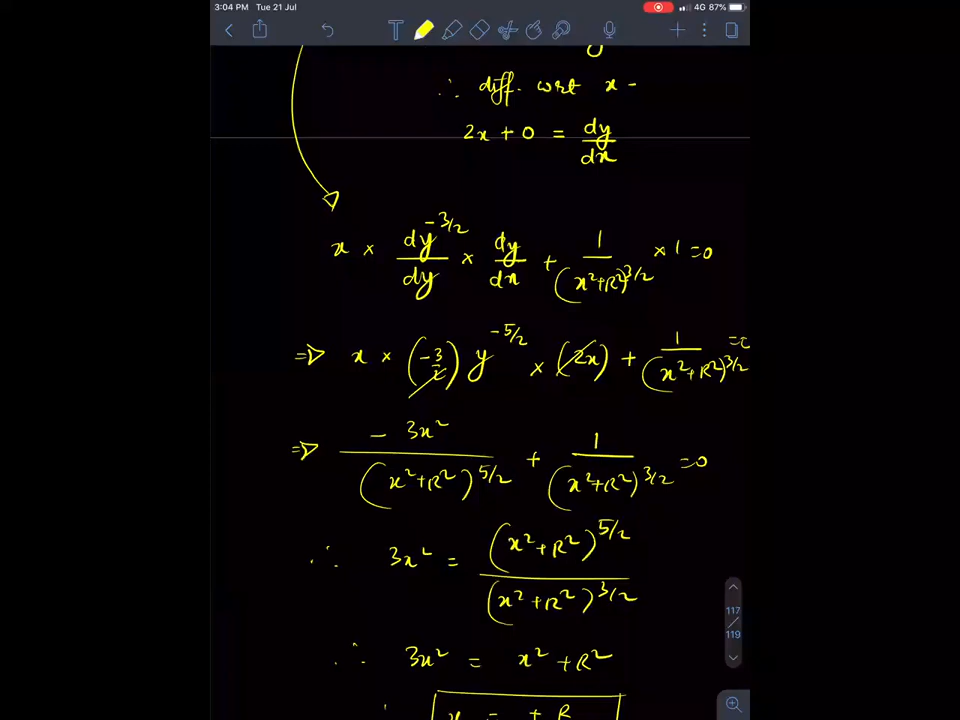 3:04 PM Tue 21 Jul 4G 87%
T
∴ diff. wrt x -
2x + 0 = dy/dx
x × dy^(-3/2)/dy × dy/dx + 1/(x²+R²)^(3/2) × 1 = 0
⇒ x × (-3/2) y^(-5/2) × (2x) + 1/(x²+R²)^(3/2) = 0
⇒ - 3x²/(x²+R²)^(5/2) + 1/(x²+R²)^(3/2) = 0
∴ 3x² = (x²+R²)^(5/2)/(x²+R²)^(3/2)
117
/
119
∴ 3x² = x² + R²
∴ x = ± R